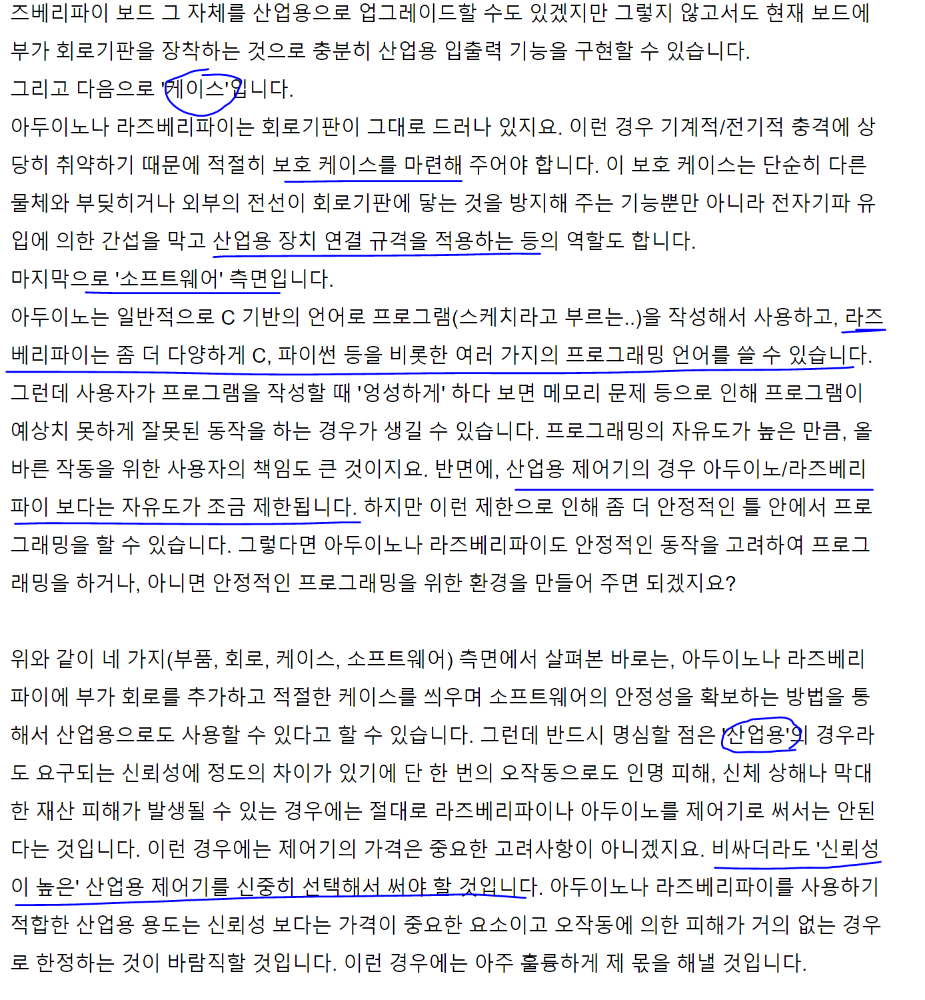 즈베리파이 보드 그 자체를 산업용으로 업그레이드할 수도 있겠지만 그렇지 않고서도 현재 보드에
부가 회로기판을 장착하는 것으로 충분히 산업용 입출력 기능을 구현할 수 있습니다.
그리고 다음으로 '케이스'입니다.
아두이노나 라즈베리파이는 회로기판이 그대로 드러나 있지요. 이런 경우 기계적/전기적 충격에 상
당히 취약하기 때문에 적절히 보호 케이스를 마련해 주어야 합니다. 이 보호 케이스는 단순히 다른
물체와 부딪히거나 외부의 전선이 회로기판에 닿는 것을 방지해 주는 기능뿐만 아니라 전자기파 유
입에 의한 간섭을 막고 산업용 장치 연결 규격을 적용하는 등의 역할도 합니다.
마지막으로 '소프트웨어' 측면입니다.
아두이노는 일반적으로 C 기반의 언어로 프로그램(스케치라고 부르는..)을 작성해서 사용하고, 라즈
베리파이는 좀 더 다양하게 C, 파이썬 등을 비롯한 여러 가지의 프로그래밍 언어를 쓸 수 있습니다.
그런데 사용자가 프로그램을 작성할 때 '엉성하게' 하다 보면 메모리 문제 등으로 인해 프로그램이
예상치 못하게 잘못된 동작을 하는 경우가 생길 수 있습니다. 프로그래밍의 자유도가 높은 만큼, 올
바른 작동을 위한 사용자의 책임도 큰 것이지요. 반면에, 산업용 제어기의 경우 아두이노/라즈베리
파이 보다는 자유도가 조금 제한됩니다. 하지만 이런 제한으로 인해 좀 더 안정적인 틀 안에서 프로
그래밍을 할 수 있습니다. 그렇다면 아두이노나 라즈베리파이도 안정적인 동작을 고려하여 프로그
래밍을 하거나, 아니면 안정적인 프로그래밍을 위한 환경을 만들어 주면 되겠지요?
위와 같이 네 가지(부품, 회로, 케이스, 소프트웨어) 측면에서 살펴본 바로는, 아두이노나 라즈베리
파이에 부가 회로를 추가하고 적절한 케이스를 씌우며 소프트웨어의 안정성을 확보하는 방법을 통
해서 산업용으로도 사용할 수 있다고 할 수 있습니다. 그런데 반드시 명심할 점은 '산업용'의 경우라
도 요구되는 신뢰성에 정도의 차이가 있기에 단 한 번의 오작동으로도 인명 피해, 신체 상해나 막대
한 재산 피해가 발생될 수 있는 경우에는 절대로 라즈베리파이나 아두이노를 제어기로 써서는 안된
다는 것입니다. 이런 경우에는 제어기의 가격은 중요한 고려사항이 아니겠지요. 비싸더라도 '신뢰성
이 높은' 산업용 제어기를 신중히 선택해서 써야 할 것입니다. 아두이노나 라즈베리파이를 사용하기
적합한 산업용 용도는 신뢰성 보다는 가격이 중요한 요소이고 오작동에 의한 피해가 거의 없는 경우
로 한정하는 것이 바람직할 것입니다. 이런 경우에는 아주 훌륭하게 제 몫을 해낼 것입니다.